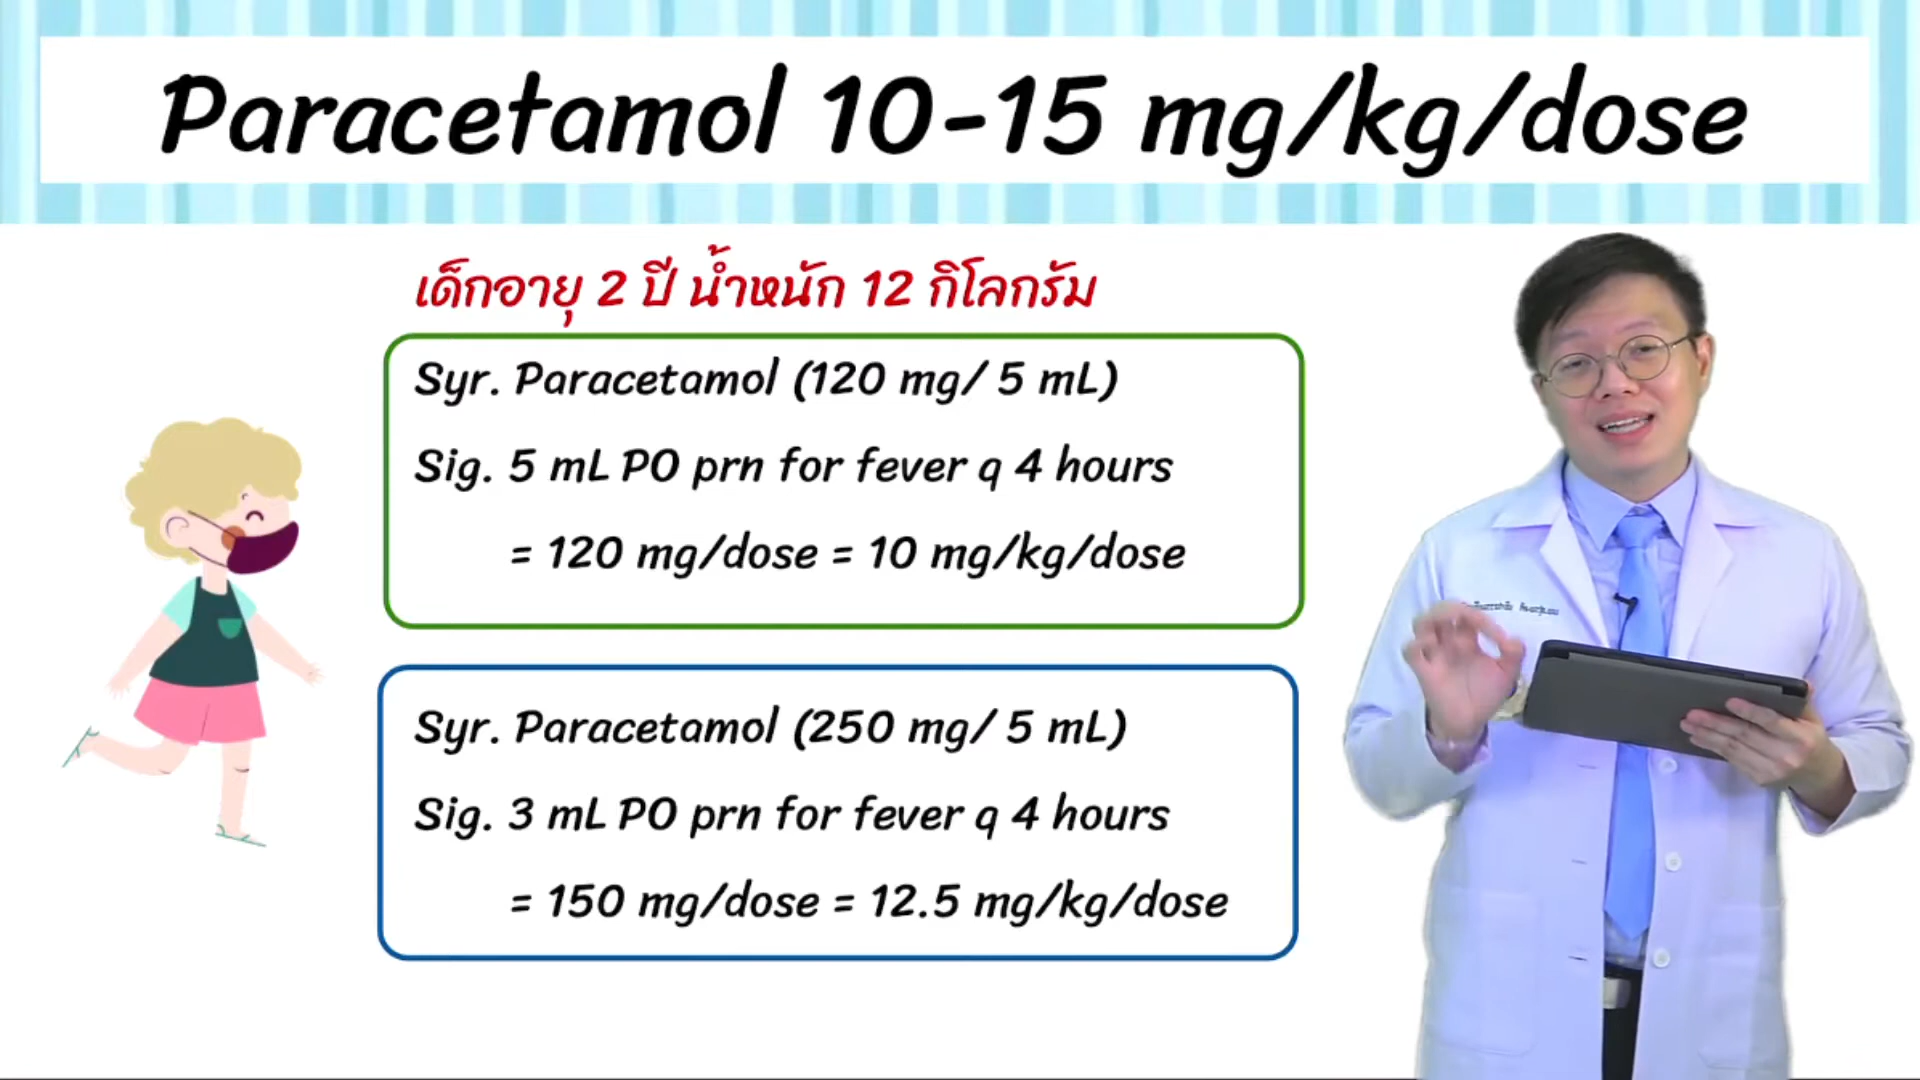 Paracetamol 10-15 mg/kg/dose
เด็กอายุ 2 ปี น้ำหนัก 12 กิโลกรัม
Syr. Paracetamol (120 mg/ 5 mL)
Sig. 5 mL PO prn for fever q 4 hours
= 120 mg/dose = 10 mg/kg/dose
Syr. Paracetamol (250 mg/ 5 mL)
Sig. 3 mL PO prn for fever q 4 hours
= 150 mg/dose = 12.5 mg/kg/dose